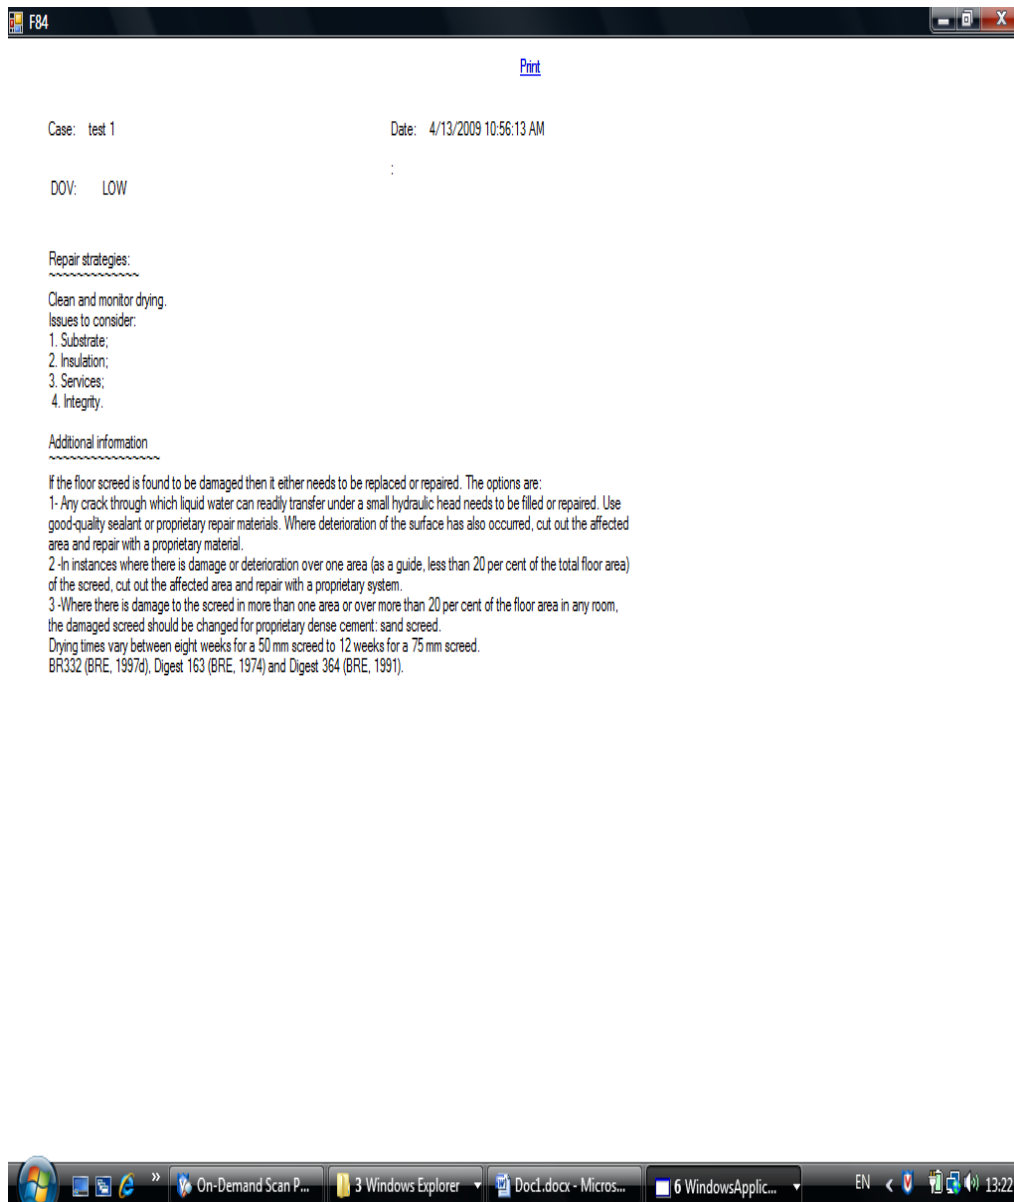 F84
Print
Case: test 1 Date: 4/13/2009 10:56:13 AM
:
DOV: LOW
Repair strategies:
~~~~~~~~~~~~~
Clean and monitor drying.
Issues to consider:
1. Substrate;
2. Insulation;
3. Services;
4. Integrity.
Additional information
~~~~~~~~~~~~~~~~
If the floor screed is found to be damaged then it either needs to be replaced or repaired. The options are:
1- Any crack through which liquid water can readily transfer under a small hydraulic head needs to be filled or repaired. Use
good-quality sealant or proprietary repair materials. Where deterioration of the surface has also occurred, cut out the affected
area and repair with a proprietary material.
2 -In instances where there is damage or deterioration over one area (as a guide, less than 20 per cent of the total floor area)
of the screed, cut out the affected area and repair with a proprietary system.
3 -Where there is damage to the screed in more than one area or over more than 20 per cent of the floor area in any room,
the damaged screed should be changed for proprietary dense cement: sand screed.
Drying times vary between eight weeks for a 50 mm screed to 12 weeks for a 75 mm screed.
BR332 (BRE, 1997d), Digest 163 (BRE, 1974) and Digest 364 (BRE, 1991).
On-Demand Scan P... 3 Windows Explorer Doc1.docx - Micros... 6 WindowsApplic... EN 13:22